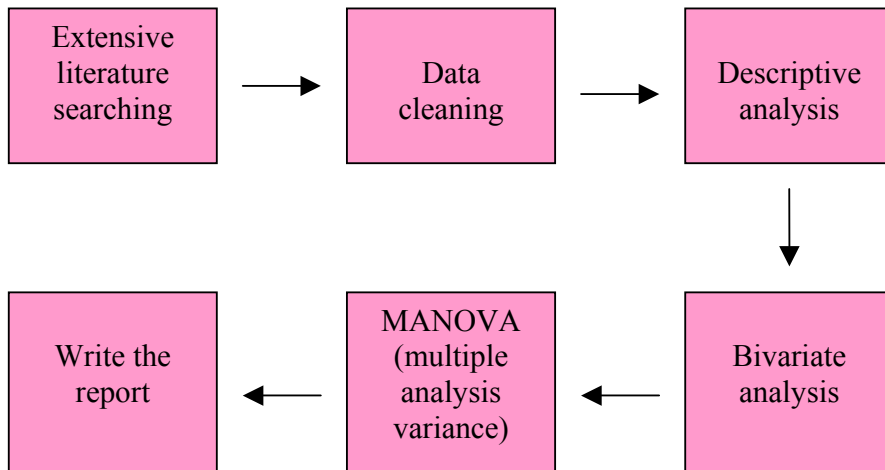 Extensive
literature
searching
Data
cleaning
Descriptive
analysis
Bivariate
analysis
MANOVA
(multiple
analysis
variance)
Write the
report